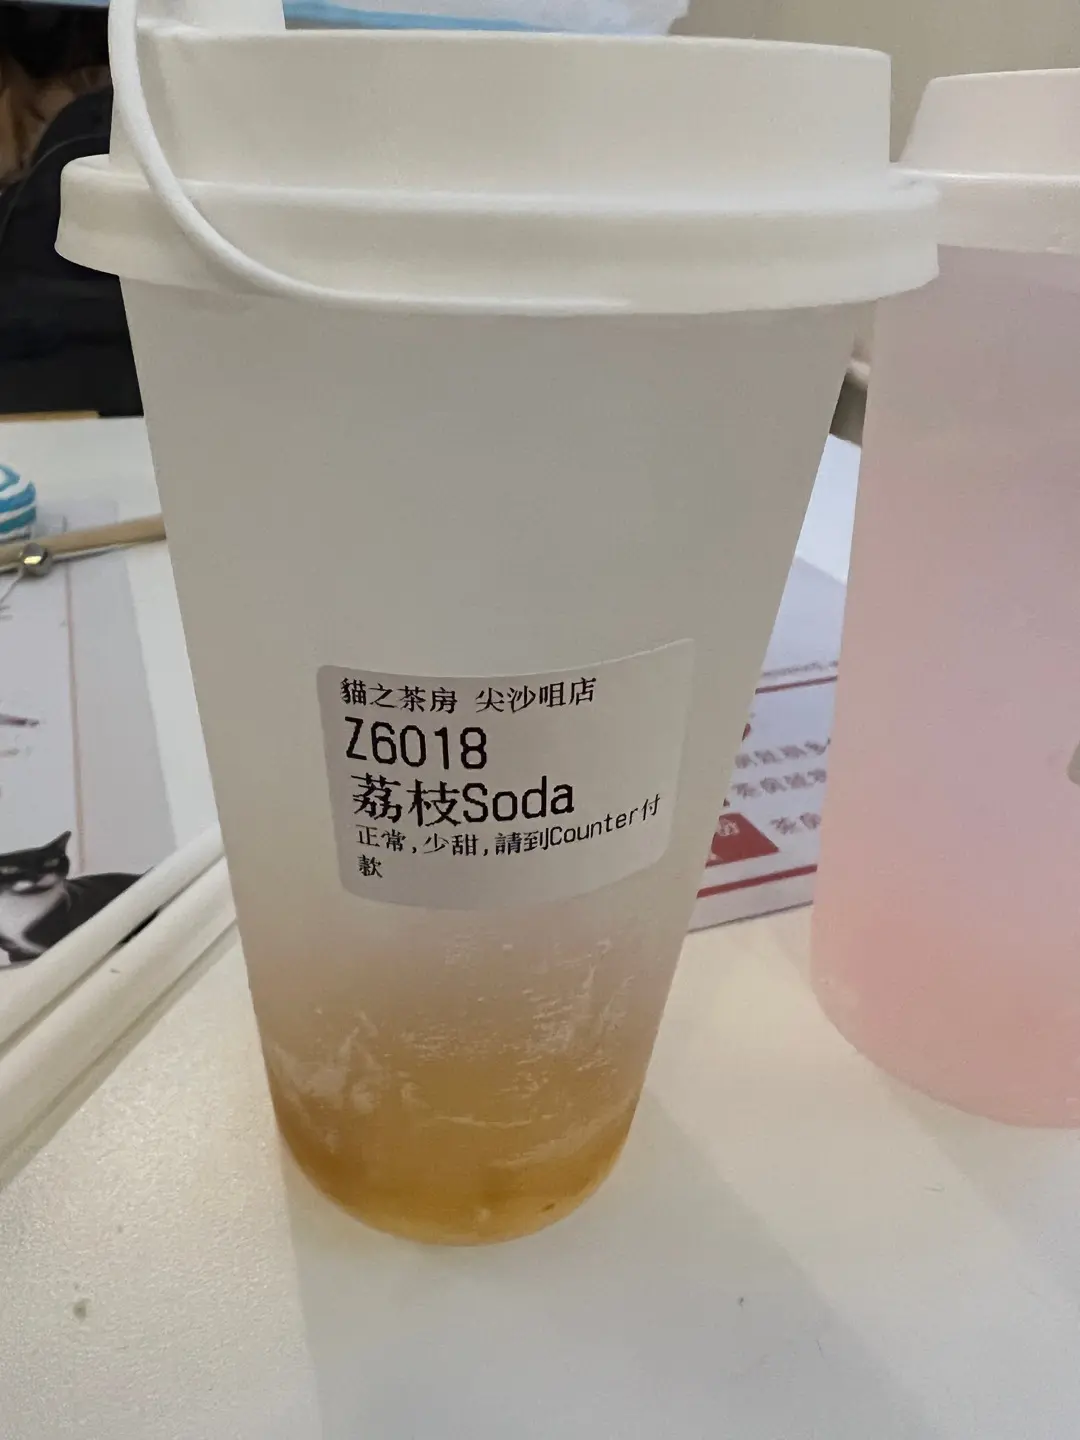 貓之茶房 尖沙咀店
Z6018
荔枝Soda
正常,少甜,請到Counter付
款